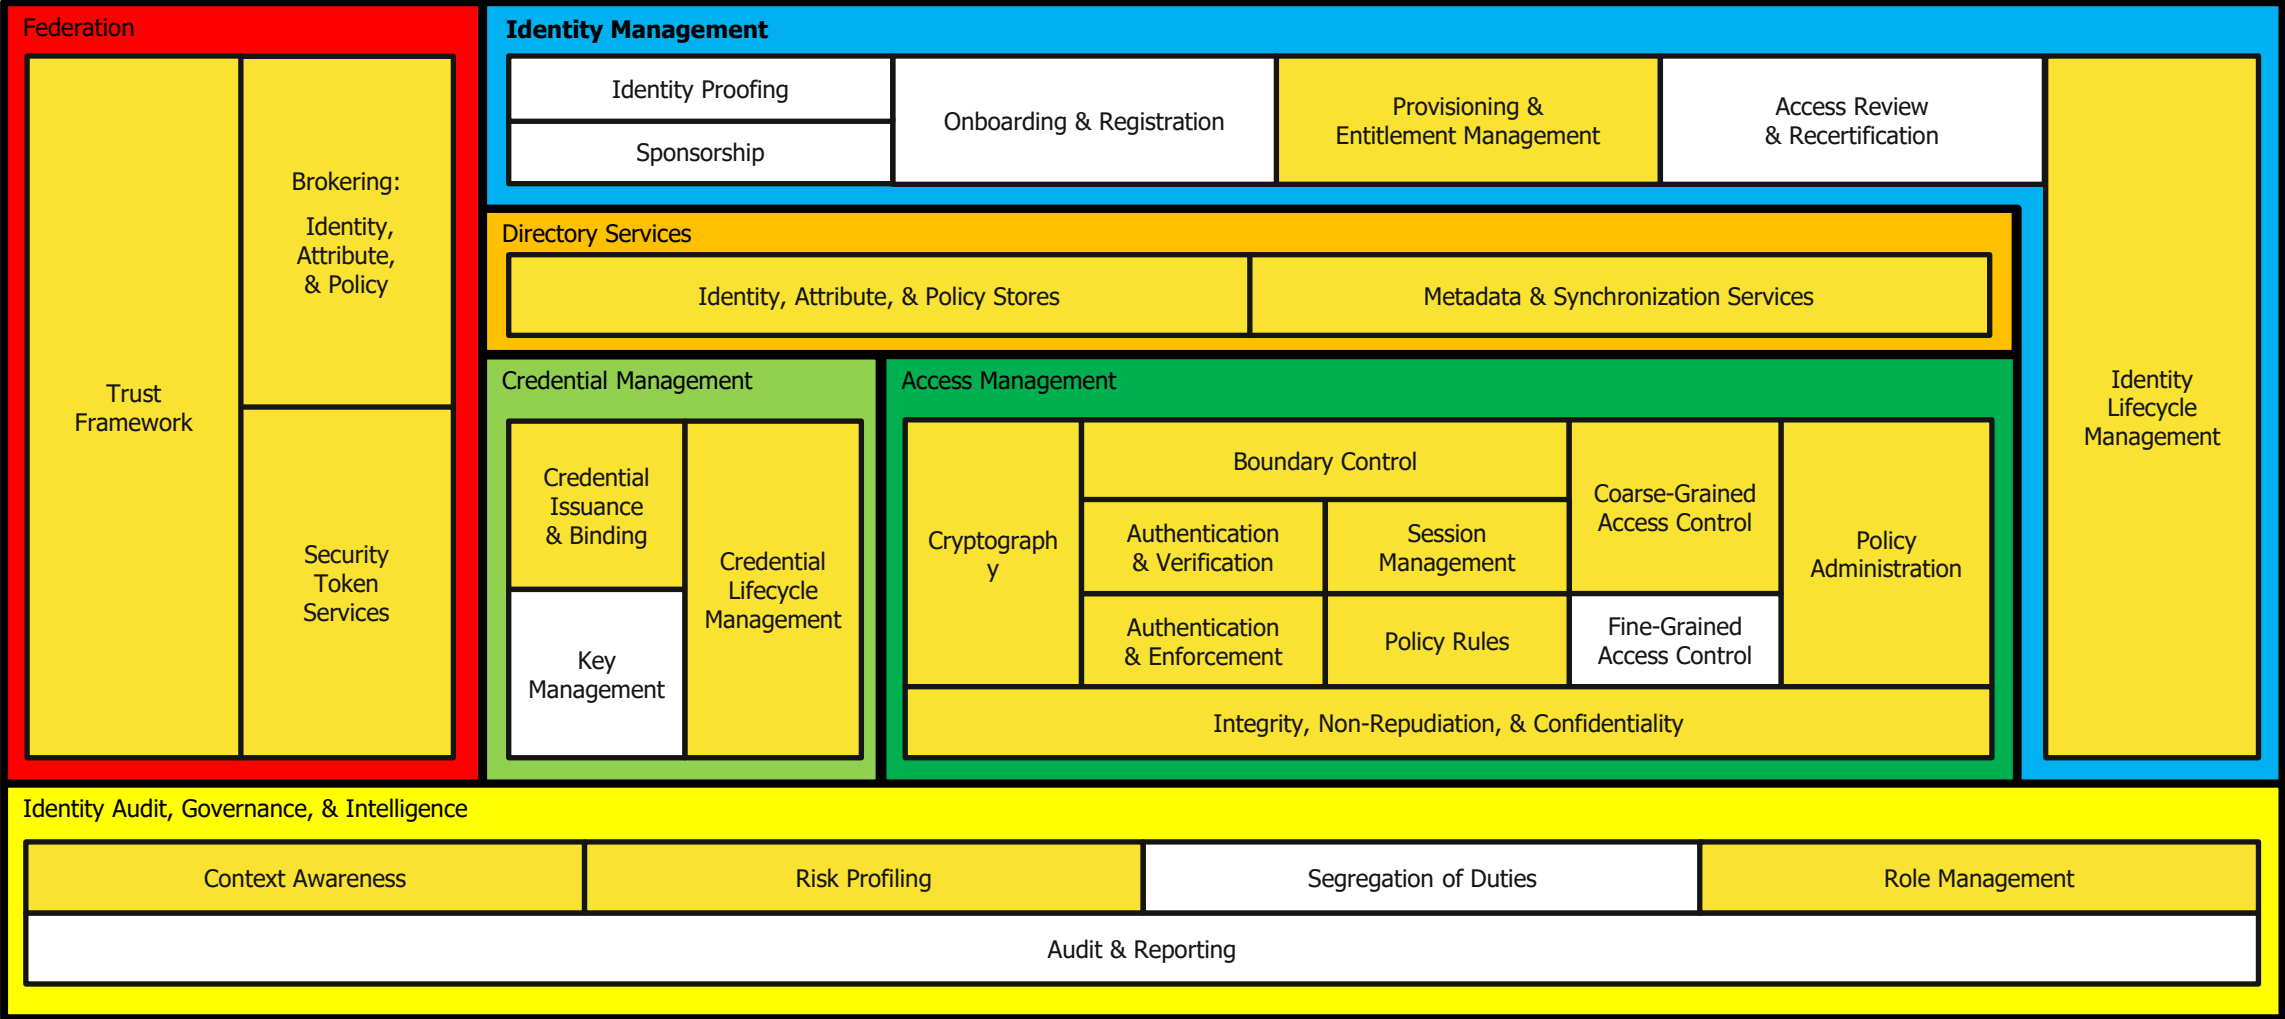 Federation
Trust
Framework
Brokering:
Identity,
Attribute,
& Policy
Security
Token
Services
Identity Management
Identity Proofing
Sponsorship
Onboarding & Registration
Provisioning &
Entitlement Management
Access Review
& Recertification
Identity
Lifecycle
Management
Directory Services
Identity, Attribute, & Policy Stores
Metadata & Synchronization Services
Credential Management
Credential
Issuance
& Binding
Key
Management
Credential
Lifecycle
Management
Access Management
Cryptograph
y
Boundary Control
Authentication
& Verification
Session
Management
Authentication
& Enforcement
Policy Rules
Coarse-Grained
Access Control
Fine-Grained
Access Control
Policy
Administration
Integrity, Non-Repudiation, & Confidentiality
Identity Audit, Governance, & Intelligence
Context Awareness
Risk Profiling
Segregation of Duties
Role Management
Audit & Reporting